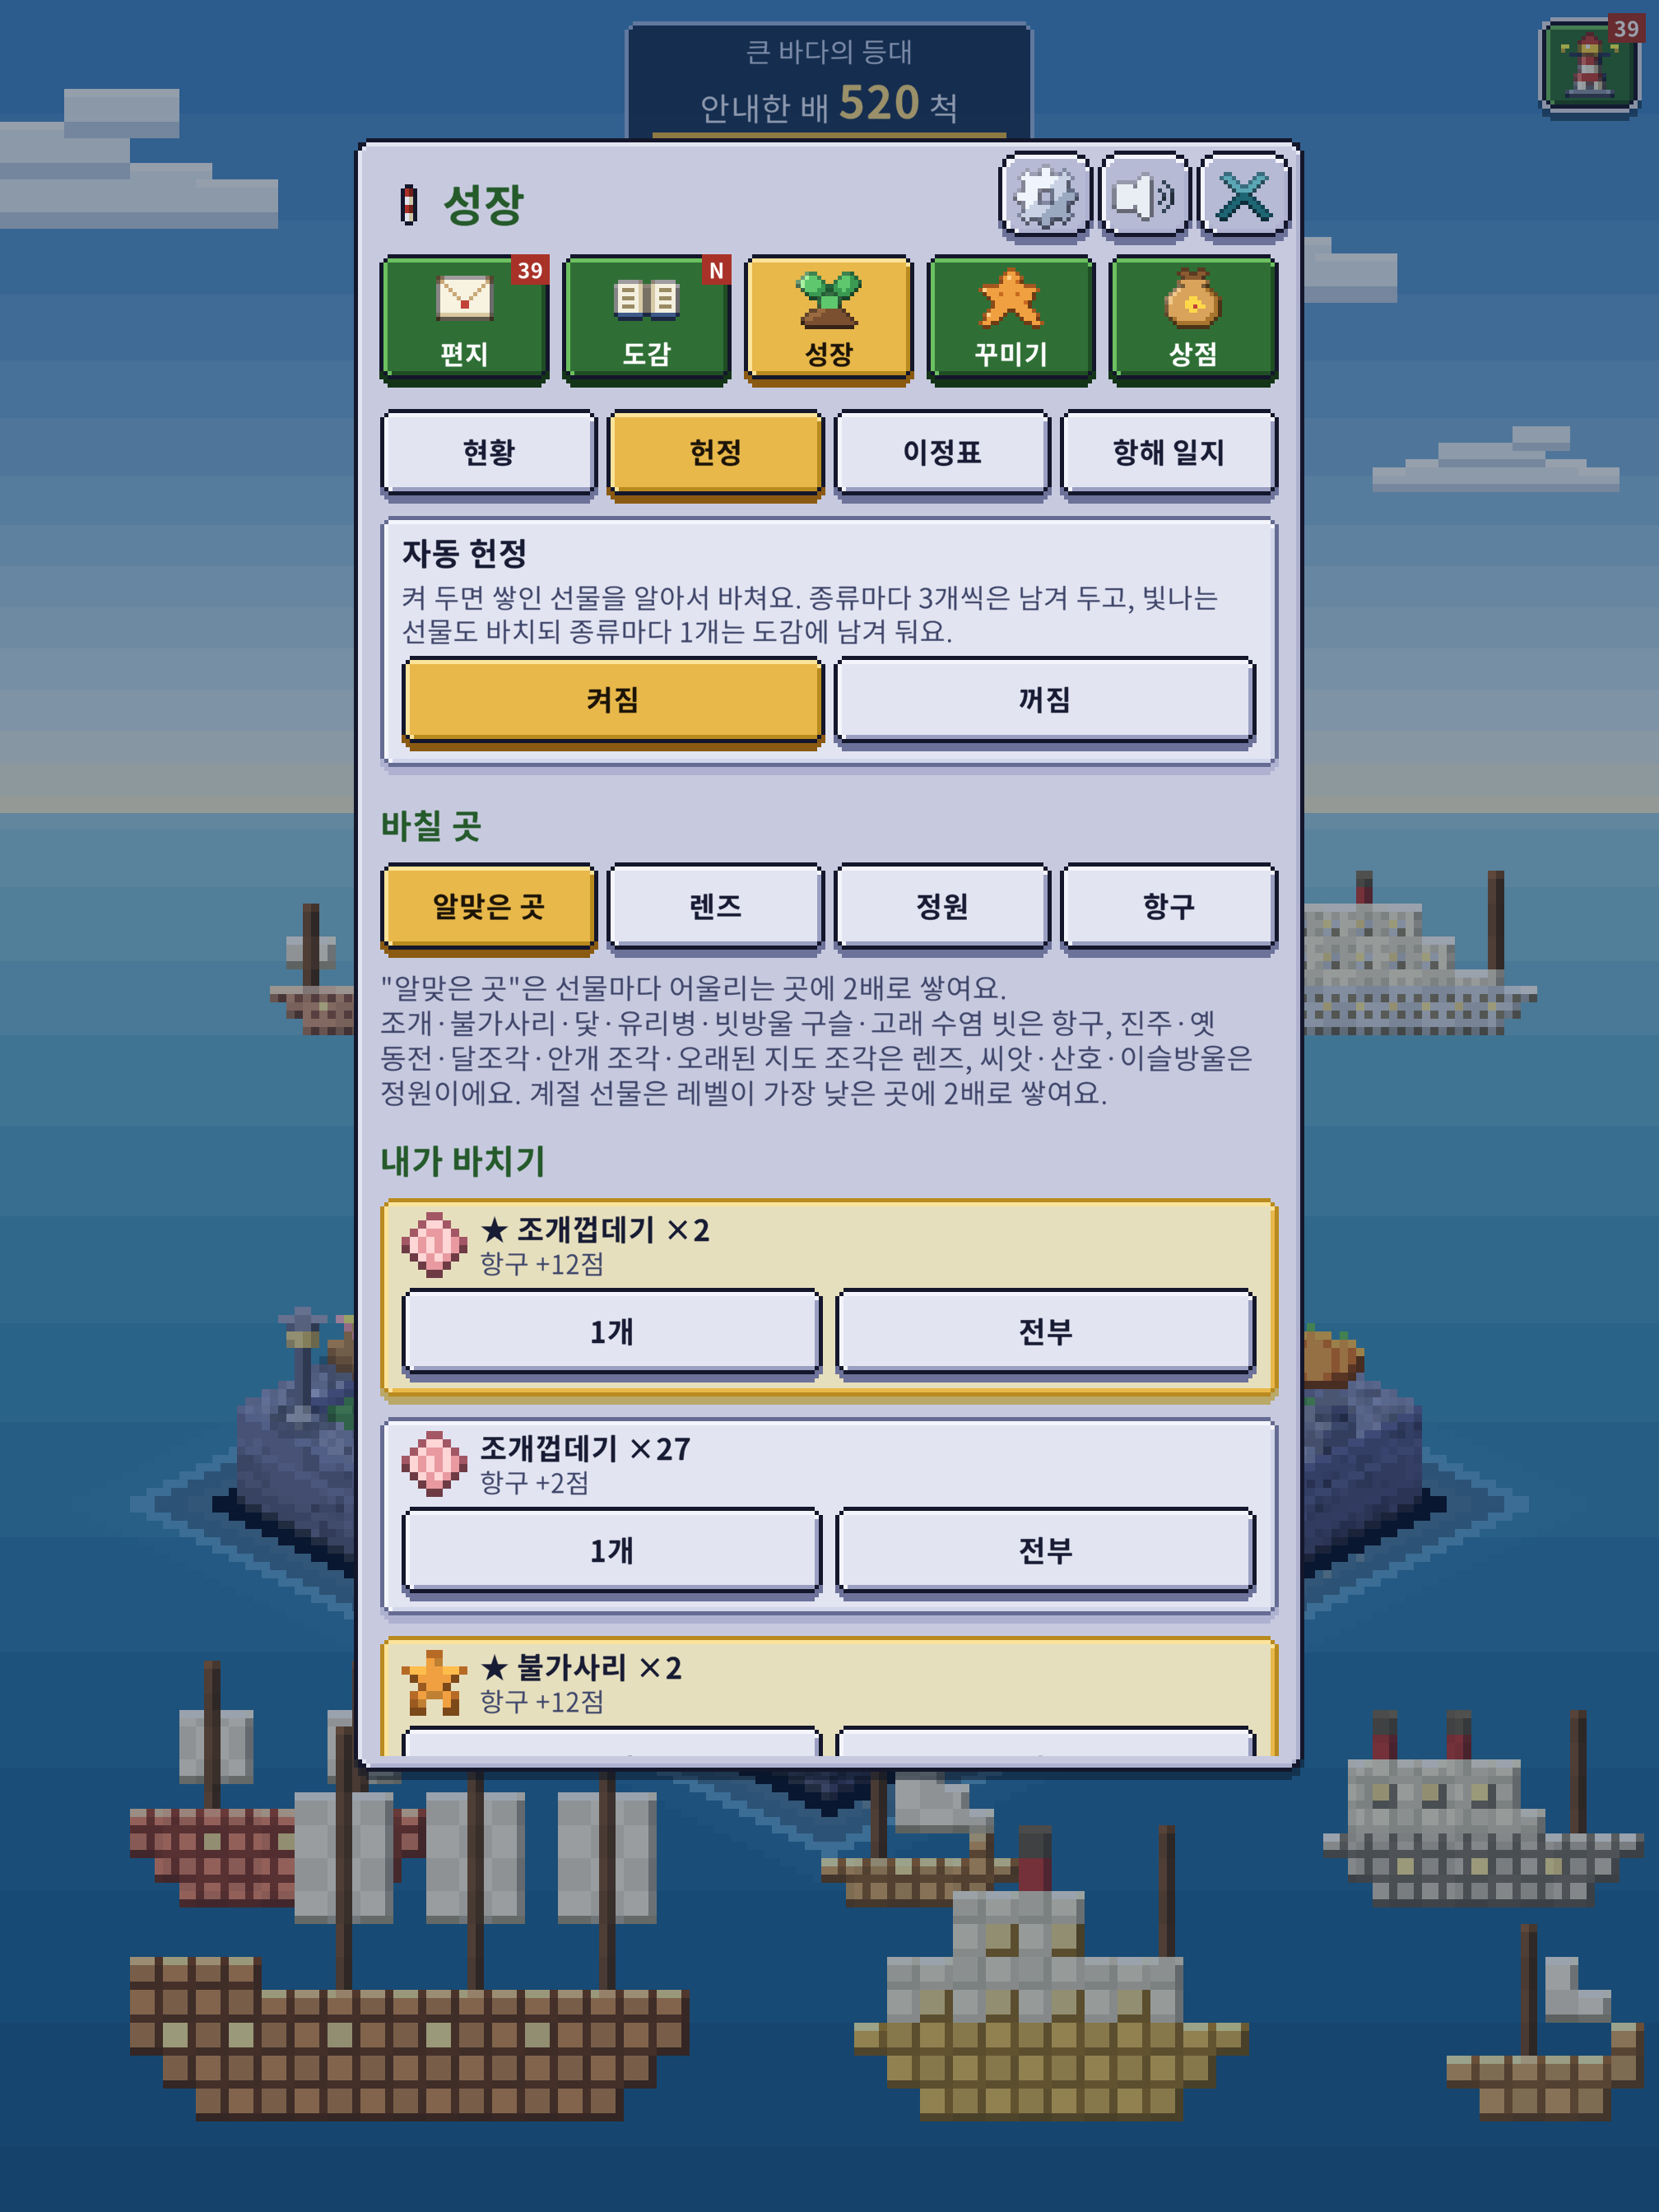 큰 바다의 등대
안내한 배 520 척
39
성장
39
편지
N
도감
성장
꾸미기
상점
현황
헌정
이정표
항해 일지
자동 헌정
켜 두면 쌓인 선물을 알아서 바쳐요. 종류마다 3개씩은 남겨 두고, 빛나는
선물도 바치되 종류마다 1개는 도감에 남겨 둬요.
켜짐
꺼짐
바칠 곳
알맞은 곳
렌즈
정원
항구
"알맞은 곳"은 선물마다 어울리는 곳에 2배로 쌓여요.
조개·불가사리·닻·유리병·빗방울 구슬·고래 수염 빗은 항구, 진주·옛
동전·달조각·안개 조각·오래된 지도 조각은 렌즈, 씨앗·산호·이슬방울은
정원이에요. 계절 선물은 레벨이 가장 낮은 곳에 2배로 쌓여요.
내가 바치기
★ 조개껍데기 ×2
항구 +12점
1개
전부
조개껍데기 ×27
항구 +2점
1개
전부
★ 불가사리 ×2
항구 +12점